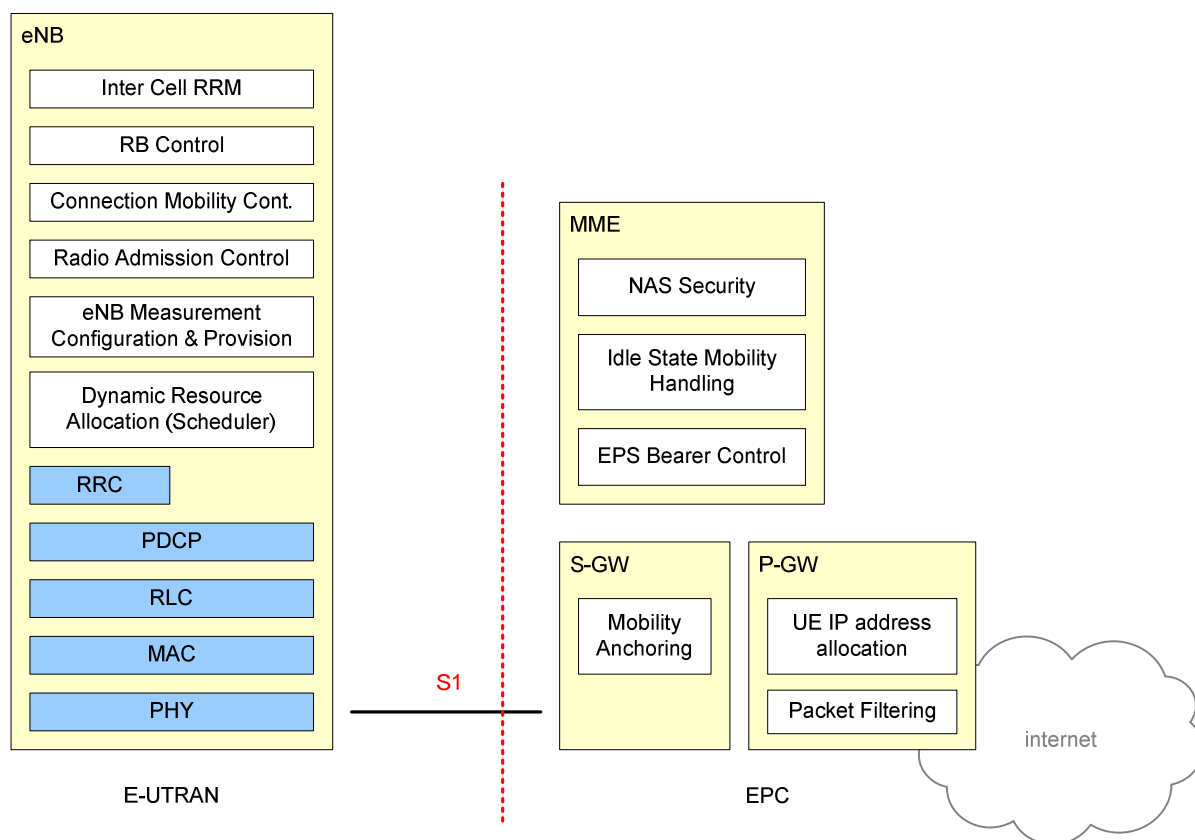 eNB
Inter Cell RRM
RB Control
Connection Mobility Cont.
Radio Admission Control
eNB Measurement
Configuration & Provision
Dynamic Resource
Allocation (Scheduler)
RRC
PDCP
RLC
MAC
PHY
S1
MME
NAS Security
Idle State Mobility
Handling
EPS Bearer Control
S-GW
Mobility
Anchoring
P-GW
UE IP address
allocation
Packet Filtering
internet
E-UTRAN
EPC